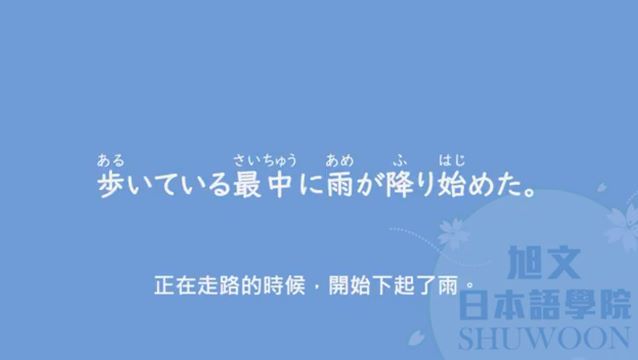 ある さいちゅう あめ ふ はじ
歩いている最中に雨が降り始めた。
正在走路的時候，開始下起了雨。
旭文
日本語學院
SHUWOON